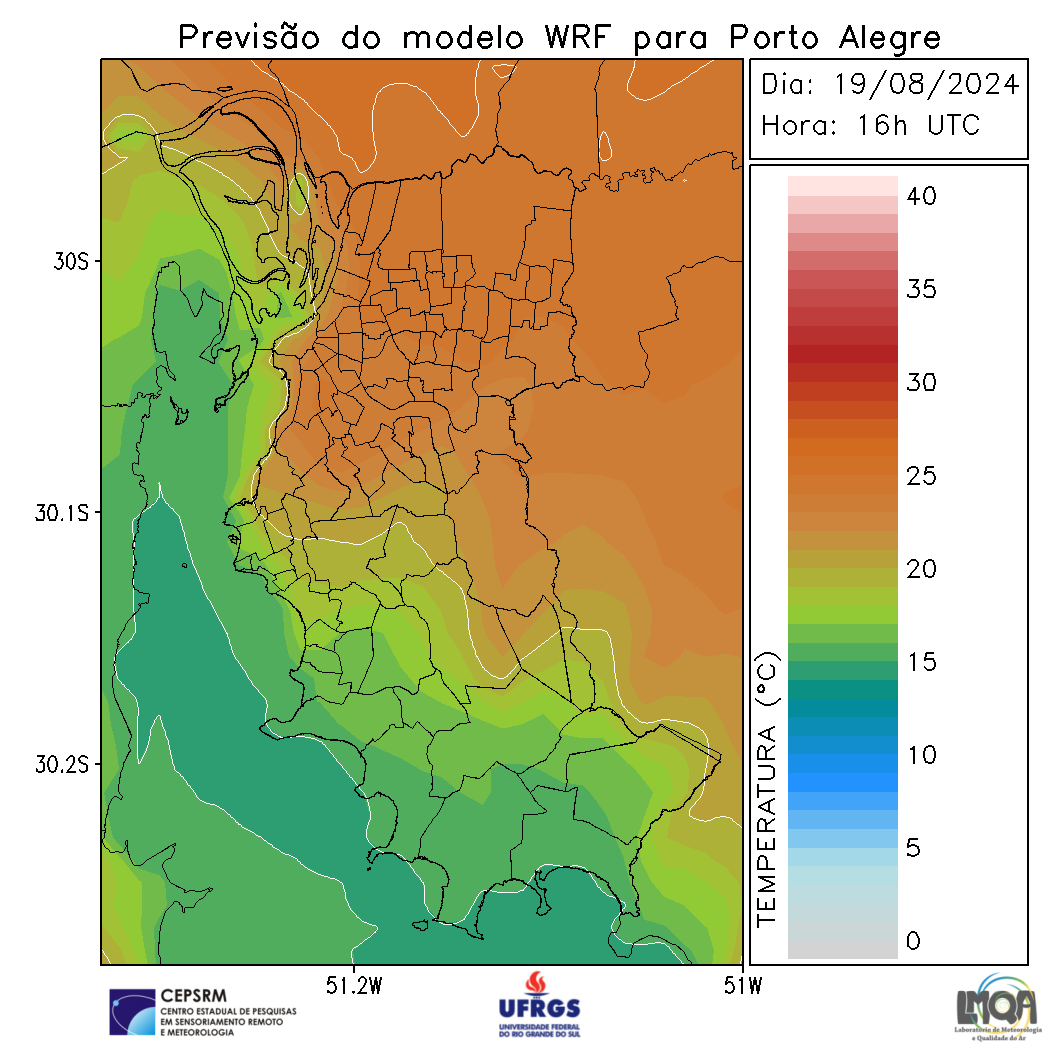 Previsão do modelo WRF para Porto Alegre
Dia: 19/08/2024
Hora: 16h UTC
30S
30.1S
30.2S
51.2W
51W
TEMPERATURA (°C)
40
35
30
25
20
15
10
5
0
CEPSRM
CENTRO ESTADUAL DE PESQUISAS
EM SENSORIAMENTO REMOTO
E METEOROLOGIA
UFRGS
UNIVERSIDADE FEDERAL
DO RIO GRANDE DO SUL
LMQA
Laboratório de Meteorologia
e Qualidade do Ar